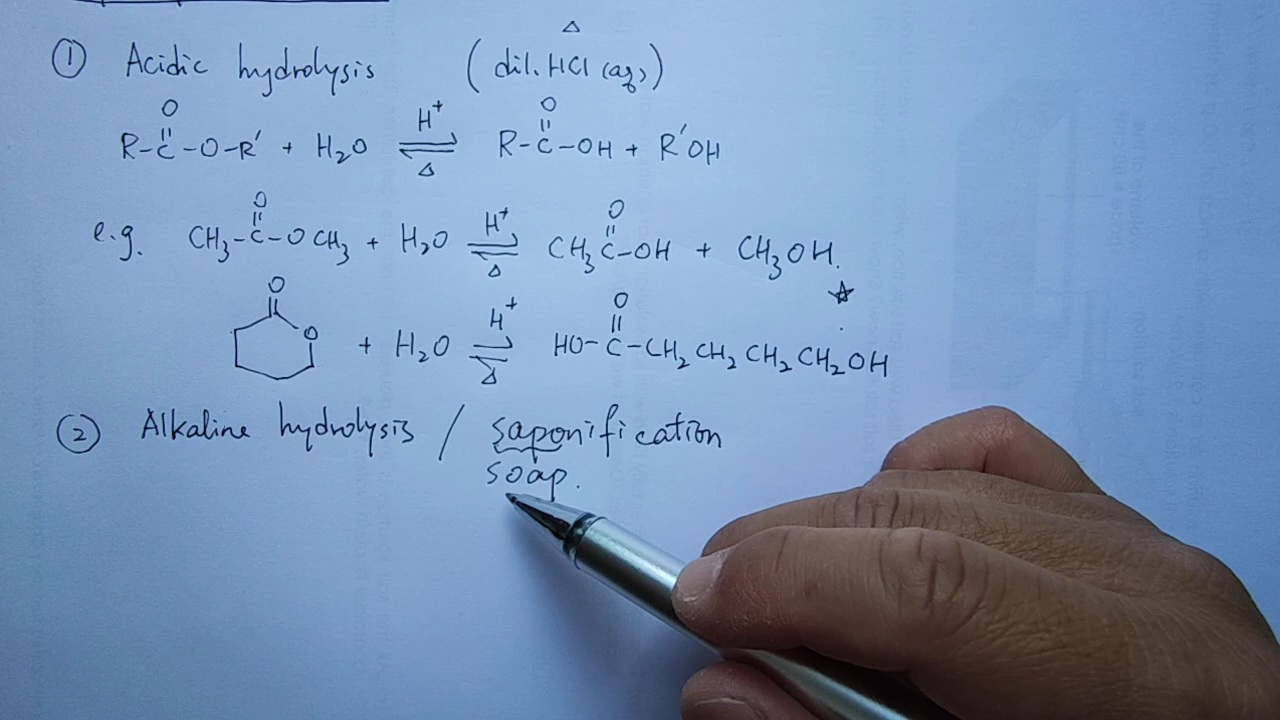 ① Acidic hydrolysis (dil. HCl (aq)) △
R-C(=O)-O-R' + H₂O ⇌ (H⁺, △) R-C(=O)-OH + R'OH
e.g. CH₃-C(=O)-OCH₃ + H₂O ⇌ (H⁺, △) CH₃C(=O)-OH + CH₃OH.
O O + H₂O ⇌ (H⁺, △) HO-C(=O)-CH₂CH₂CH₂CH₂OH ☆
② Alkaline hydrolysis / saponification
soap.